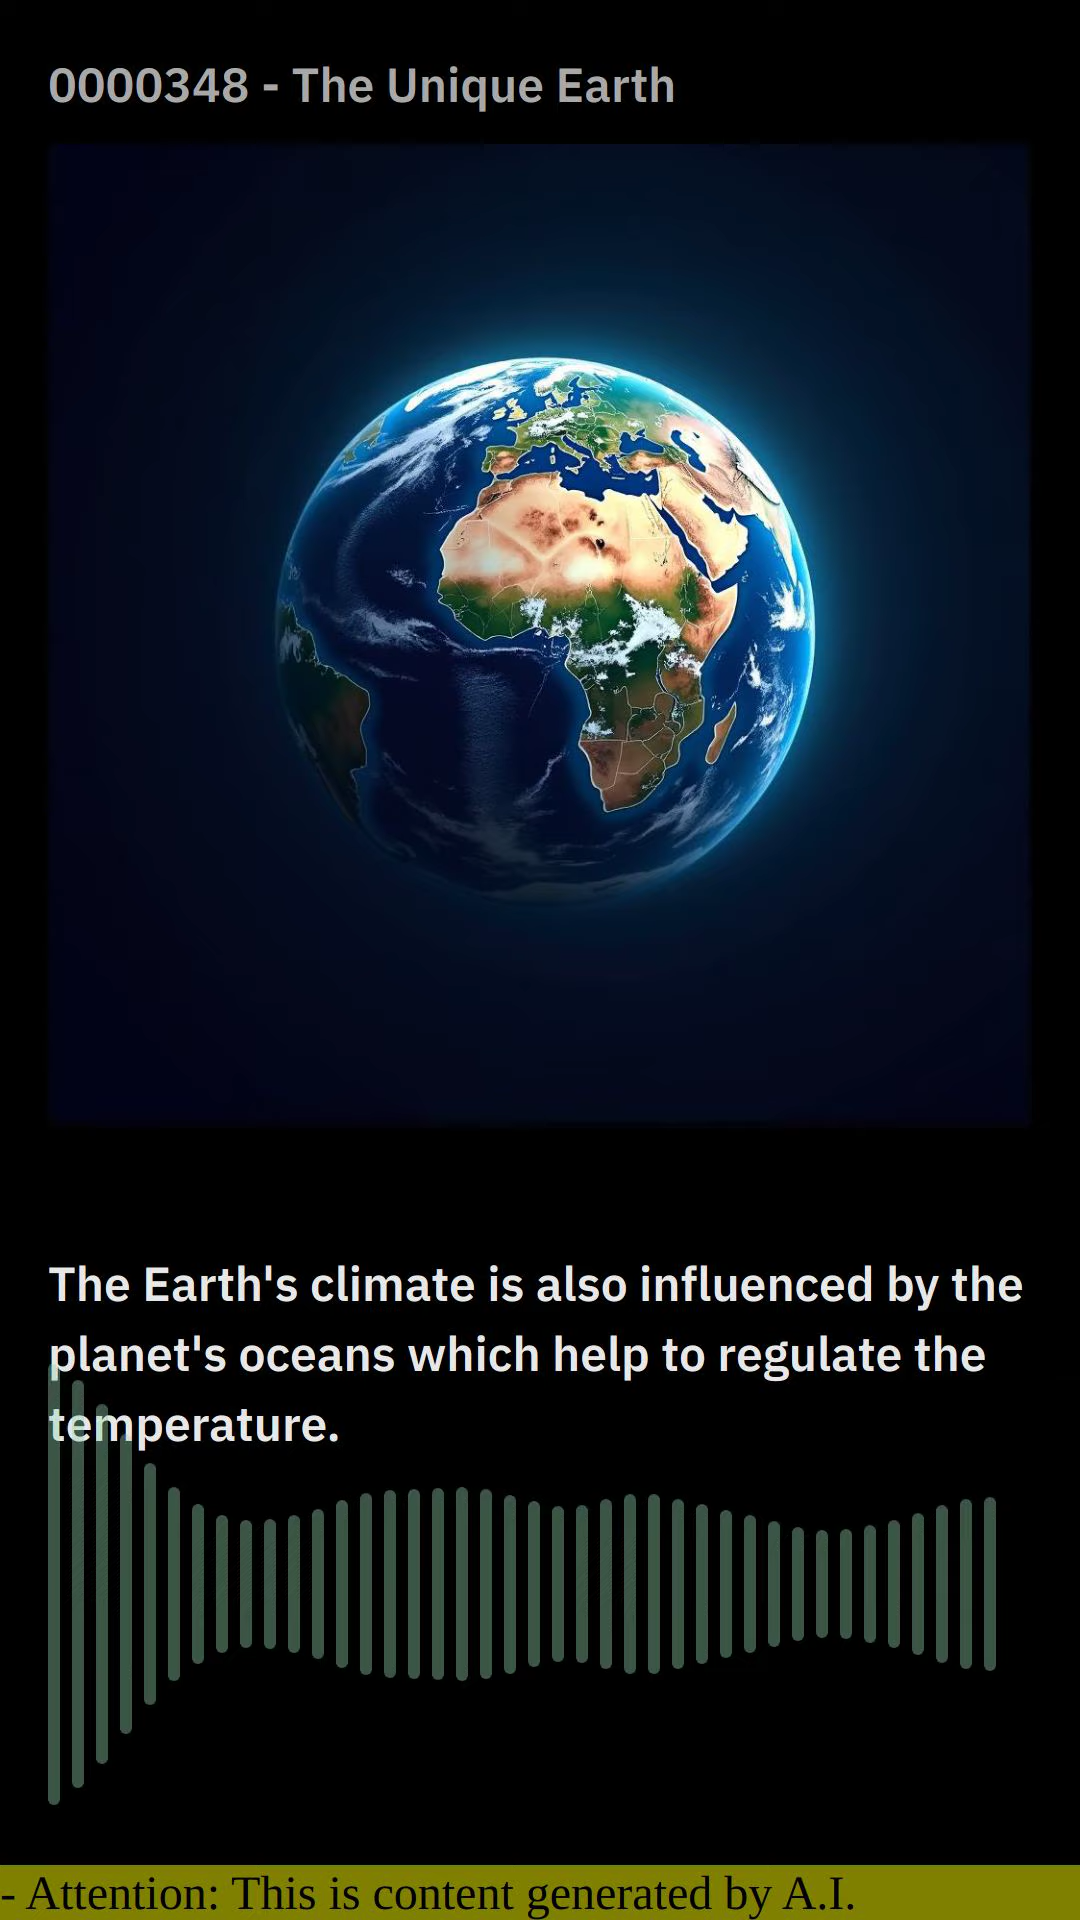 0000348 - The Unique Earth
The Earth's climate is also influenced by the
planet's oceans which help to regulate the
temperature.
- Attention: This is content generated by A.I.